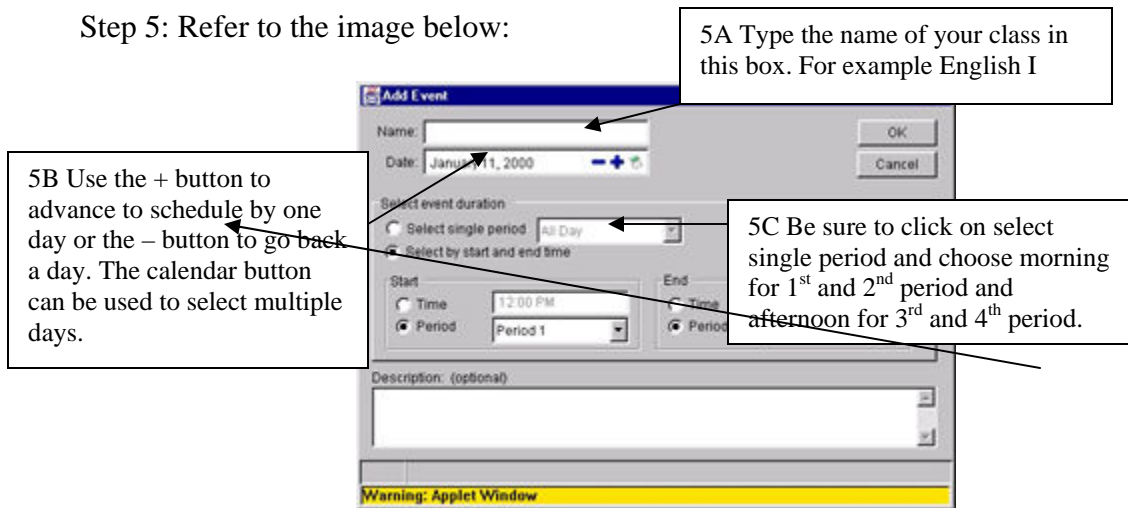 Step 5: Refer to the image below:
5A Type the name of your class in
this box. For example English I
Add Event
Name:
OK
Date: January 11, 2000
Cancel
5B Use the + button to
advance to schedule by one
day or the – button to go back
a day. The calendar button
can be used to select multiple
days.
Select event duration
Select single period All Day
Select by start and end time
5C Be sure to click on select
single period and choose morning
for 1st and 2nd period and
afternoon for 3rd and 4th period.
Start
Time 12:00 PM
Period Period 1
End
Time
Period
Description: (optional)
Warning: Applet Window